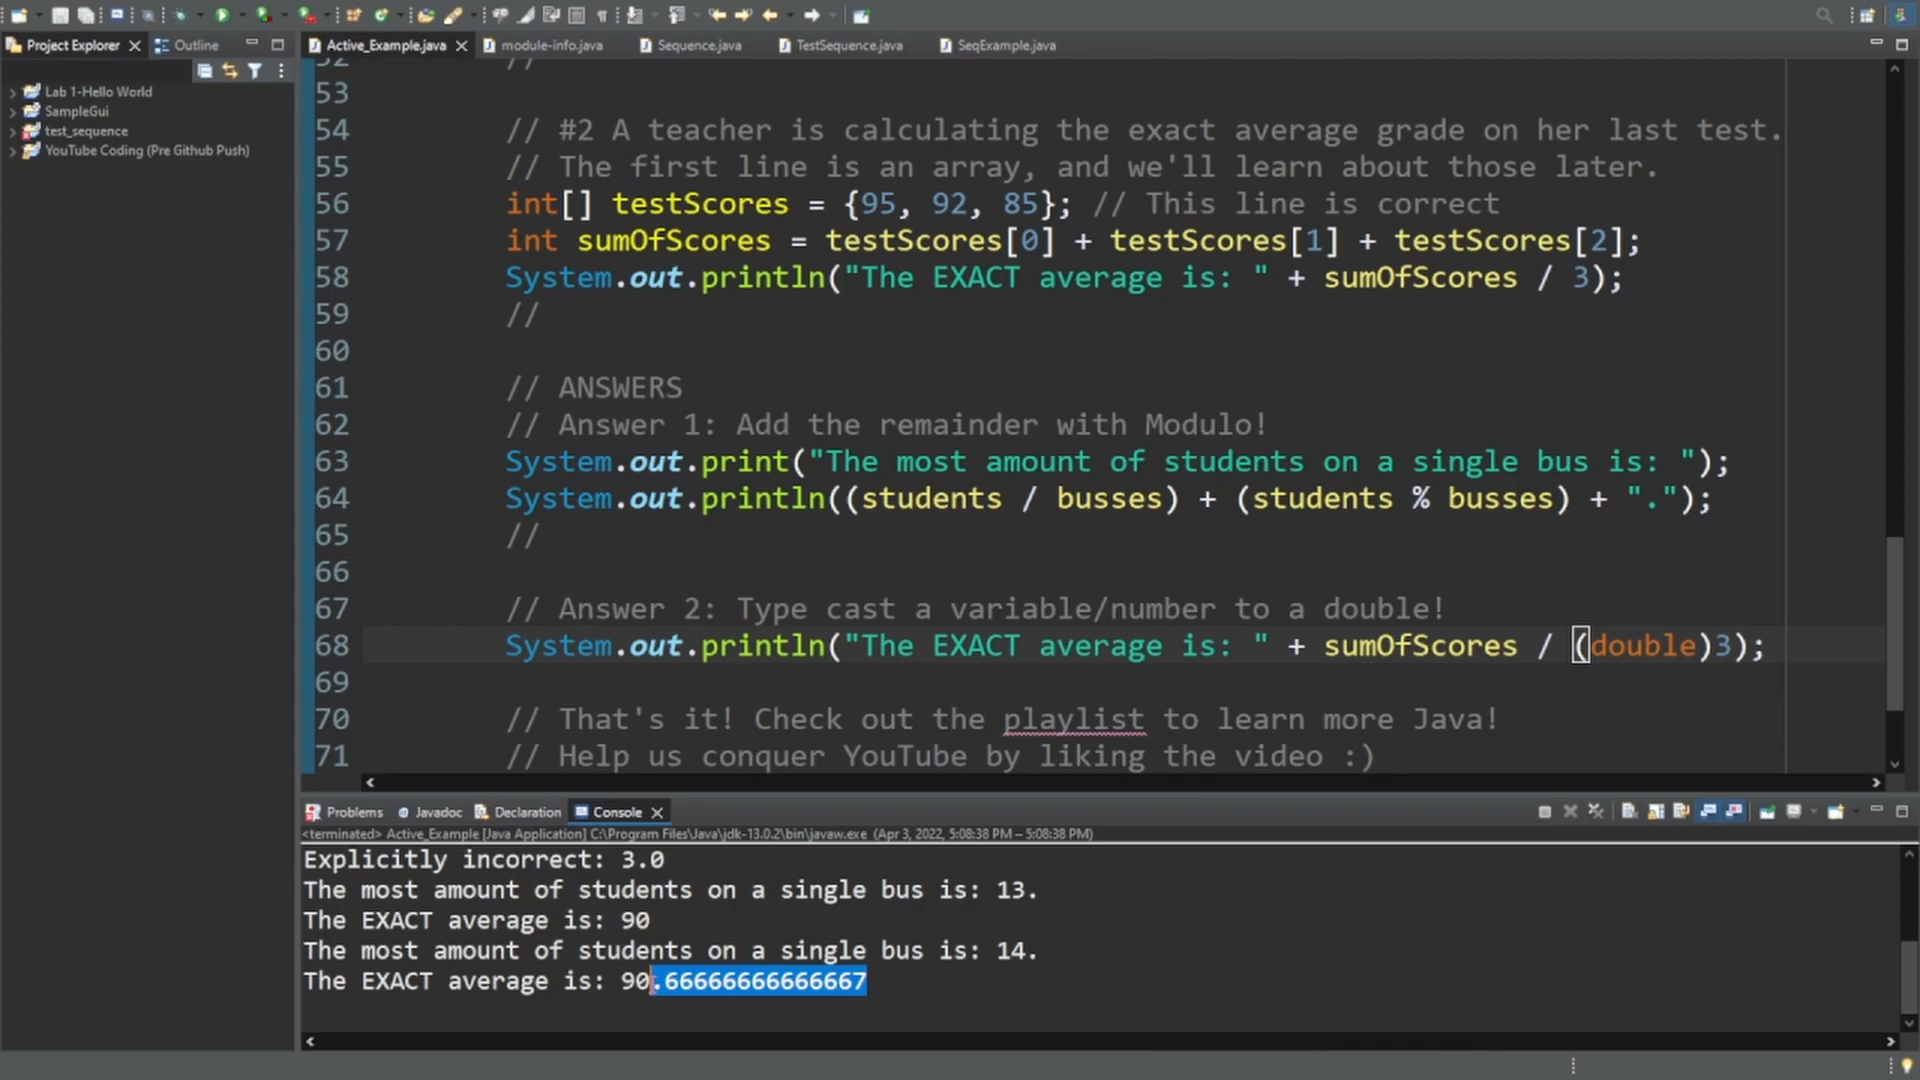 Project Explorer
Outline
Active_Example.java
module-info.java
Sequence.java
TestSequence.java
SeqExample.java
Lab 1-Hello World
SampleGui
test_sequence
YouTube Coding (Pre Github Push)
52 //
53
54 // #2 A teacher is calculating the exact average grade on her last test.
55 // The first line is an array, and we'll learn about those later.
56 int[] testScores = {95, 92, 85}; // This line is correct
57 int sumOfScores = testScores[0] + testScores[1] + testScores[2];
58 System.out.println("The EXACT average is: " + sumOfScores / 3);
59 //
60
61 // ANSWERS
62 // Answer 1: Add the remainder with Modulo!
63 System.out.print("The most amount of students on a single bus is: ");
64 System.out.println((students / busses) + (students % busses) + ".");
65 //
66
67 // Answer 2: Type cast a variable/number to a double!
68 System.out.println("The EXACT average is: " + sumOfScores / (double)3);
69
70 // That's it! Check out the playlist to learn more Java!
71 // Help us conquer YouTube by liking the video :)
Problems
Javadoc
Declaration
Console
<terminated> Active_Example [Java Application] C:\Program Files\Java\jdk-13.0.2\bin\javaw.exe (Apr 3, 2022, 5:08:38 PM – 5:08:38 PM)
Explicitly incorrect: 3.0
The most amount of students on a single bus is: 13.
The EXACT average is: 90
The most amount of students on a single bus is: 14.
The EXACT average is: 90.66666666666667